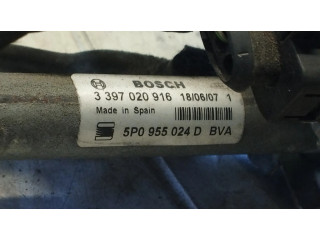 BOSCH
3 397 020 916 18/06/07 1
Made in Spain
5P0 955 024 D BVA